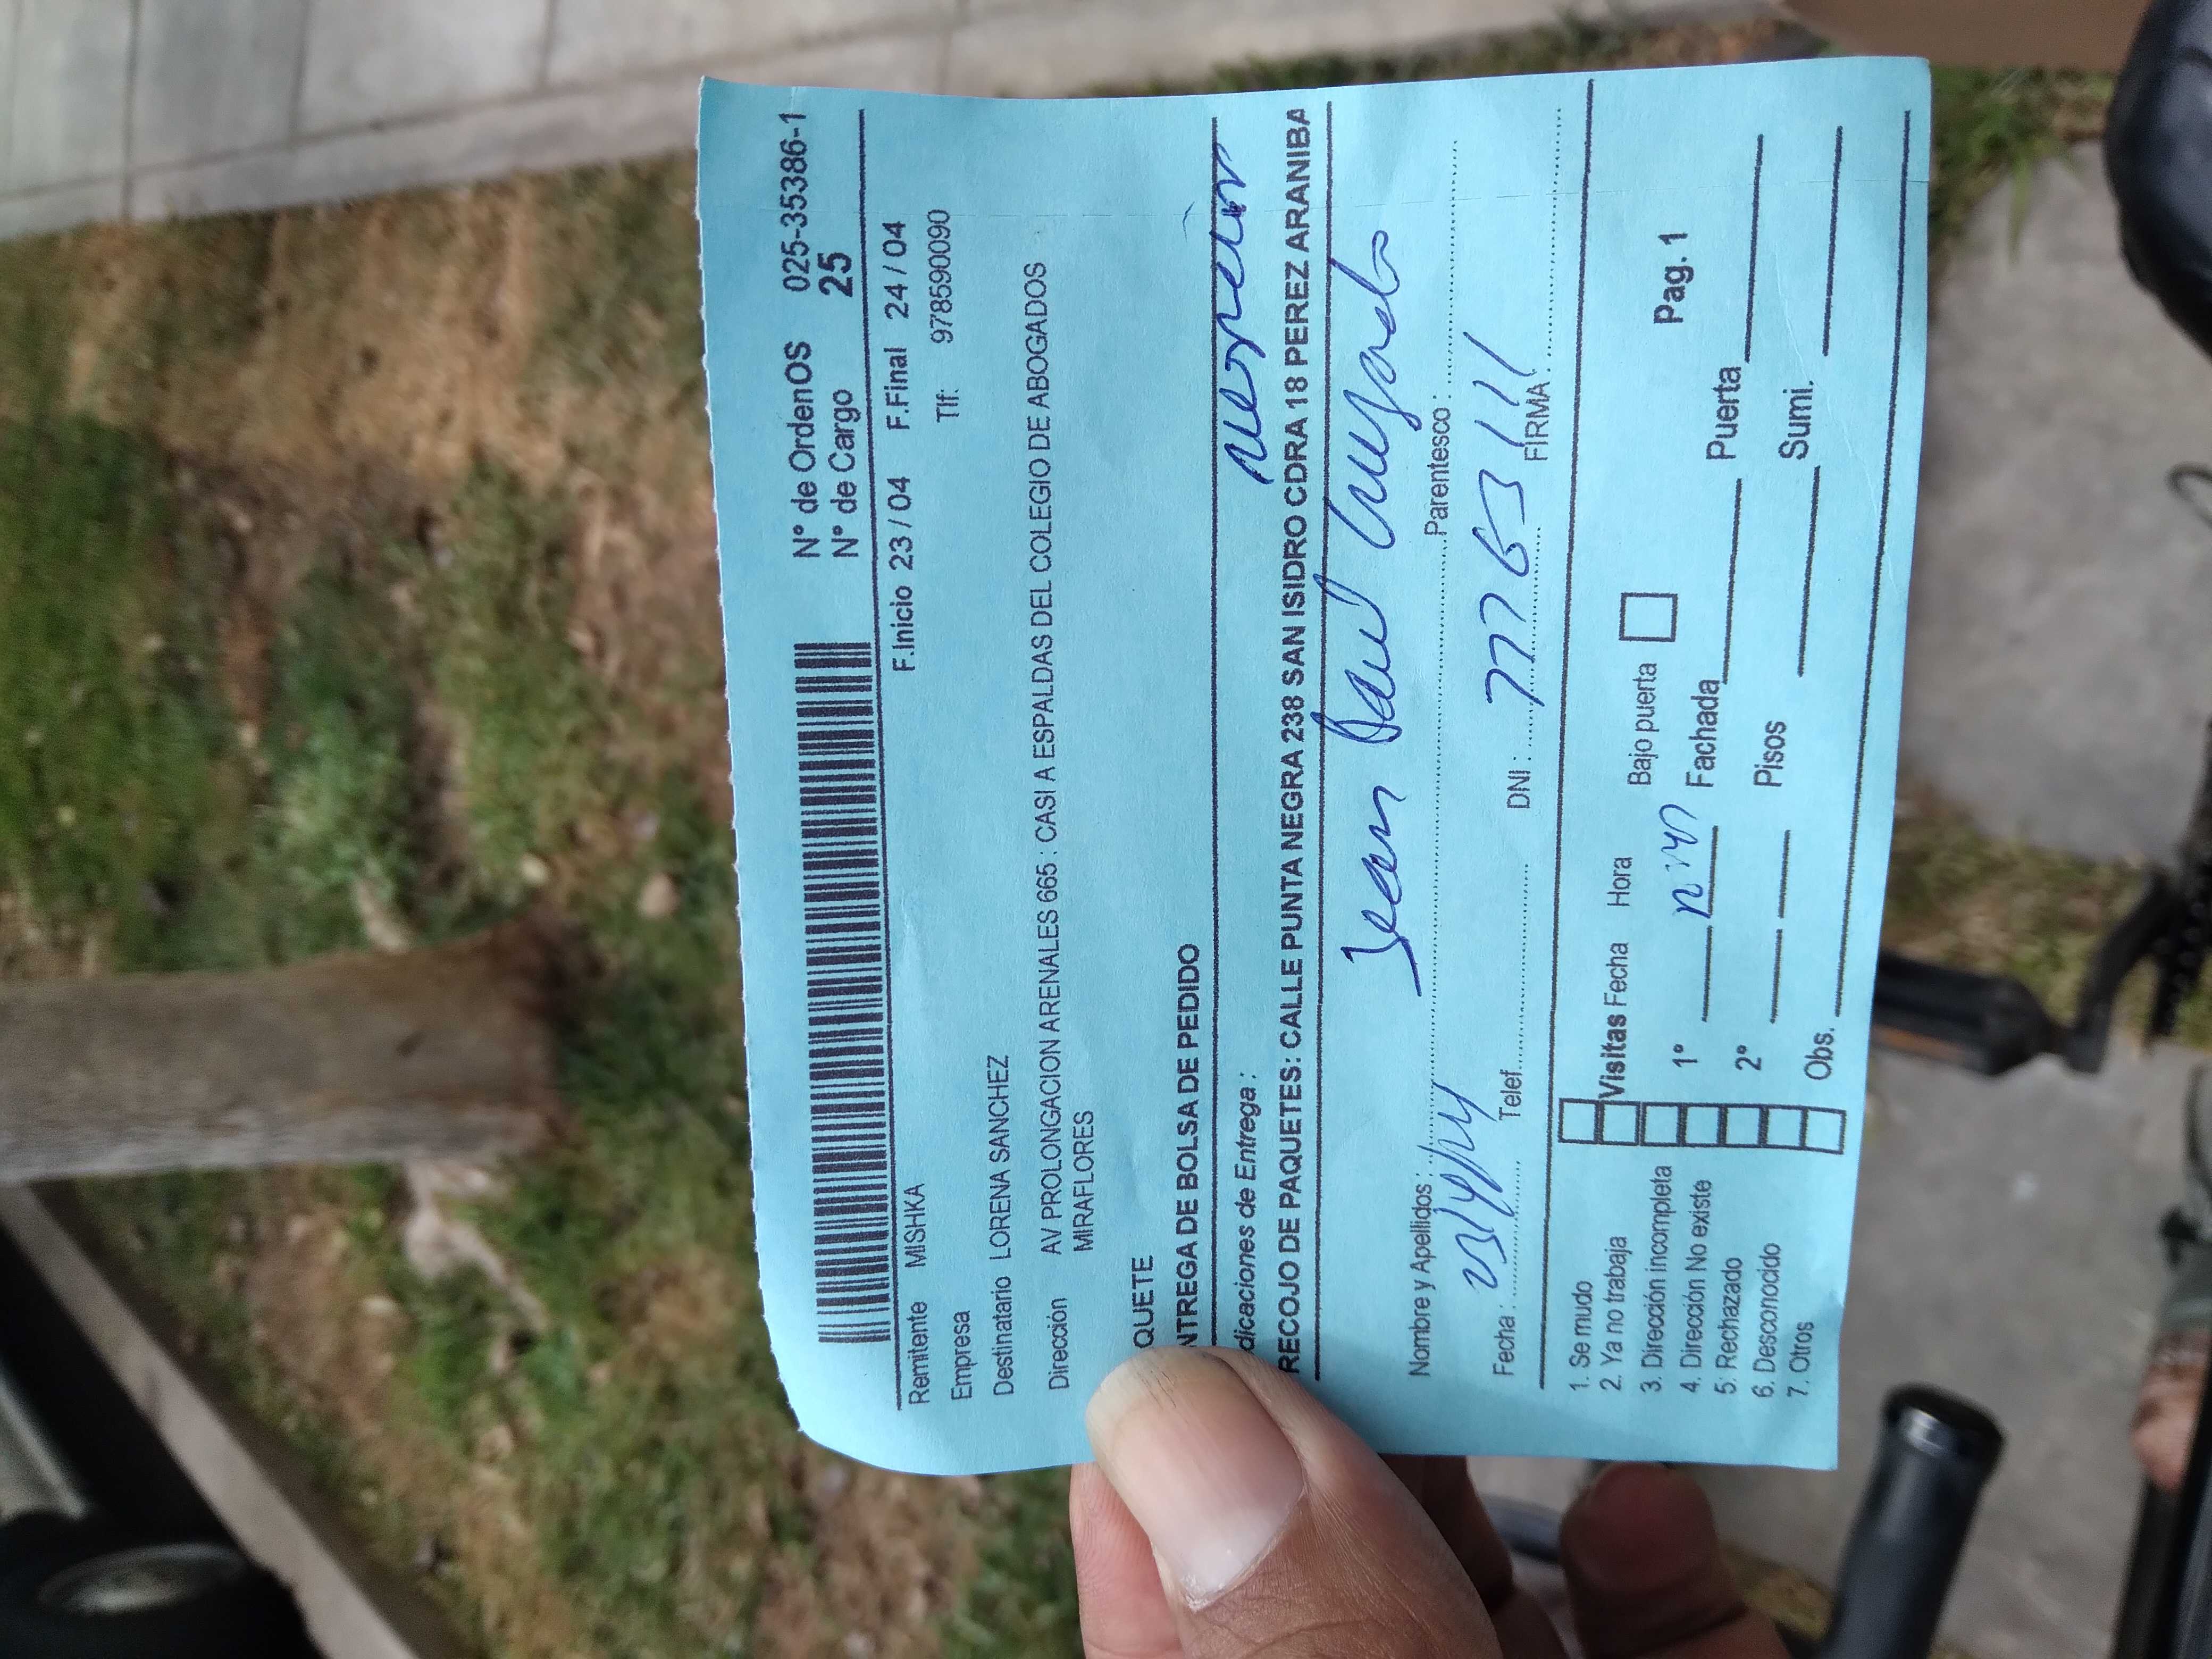 N° de Orden OS 025-35386-1
N° de Cargo 25
F.Inicio 23 / 04 F.Final 24 / 04
Remitente MISHKA Tlf: 978590090
Empresa
Destinatario LORENA SANCHEZ
Dirección AV PROLONGACION ARENALES 665 : CASI A ESPALDAS DEL COLEGIO DE ABOGADOS
MIRAFLORES
QUETE
NTREGA DE BOLSA DE PEDIDO
dicaciones de Entrega :
RECOJO DE PAQUETES: CALLE PUNTA NEGRA 238 SAN ISIDRO CDRA 18 PEREZ ARANIBA
Jean Paul
Nombre y Apellidos : Parentesco :
Fecha : Telef. DNI : FIRMA :
1. Se mudo
2. Ya no trabaja
3. Dirección incompleta
4. Dirección No existe
5. Rechazado
6. Desconocido
7. Otros
Visitas Fecha Hora Bajo puerta
1° Fachada Puerta Pag. 1
2° Pisos Sumi.
Obs.